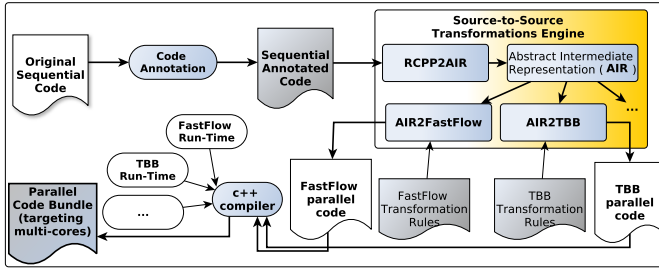 Source-to-Source
Transformations Engine
Original
Sequential
Code
Code
Annotation
Sequential
Annotated
Code
RCPP2AIR
Abstract Intermediate
Representation ( AIR )
...
AIR2FastFlow
AIR2TBB
FastFlow
Run-Time
TBB
Run-Time
...
c++
compiler
Parallel
Code Bundle
(targeting
multi-cores)
FastFlow
parallel
code
FastFlow
Transformation
Rules
TBB
Transformation
Rules
TBB
parallel
code